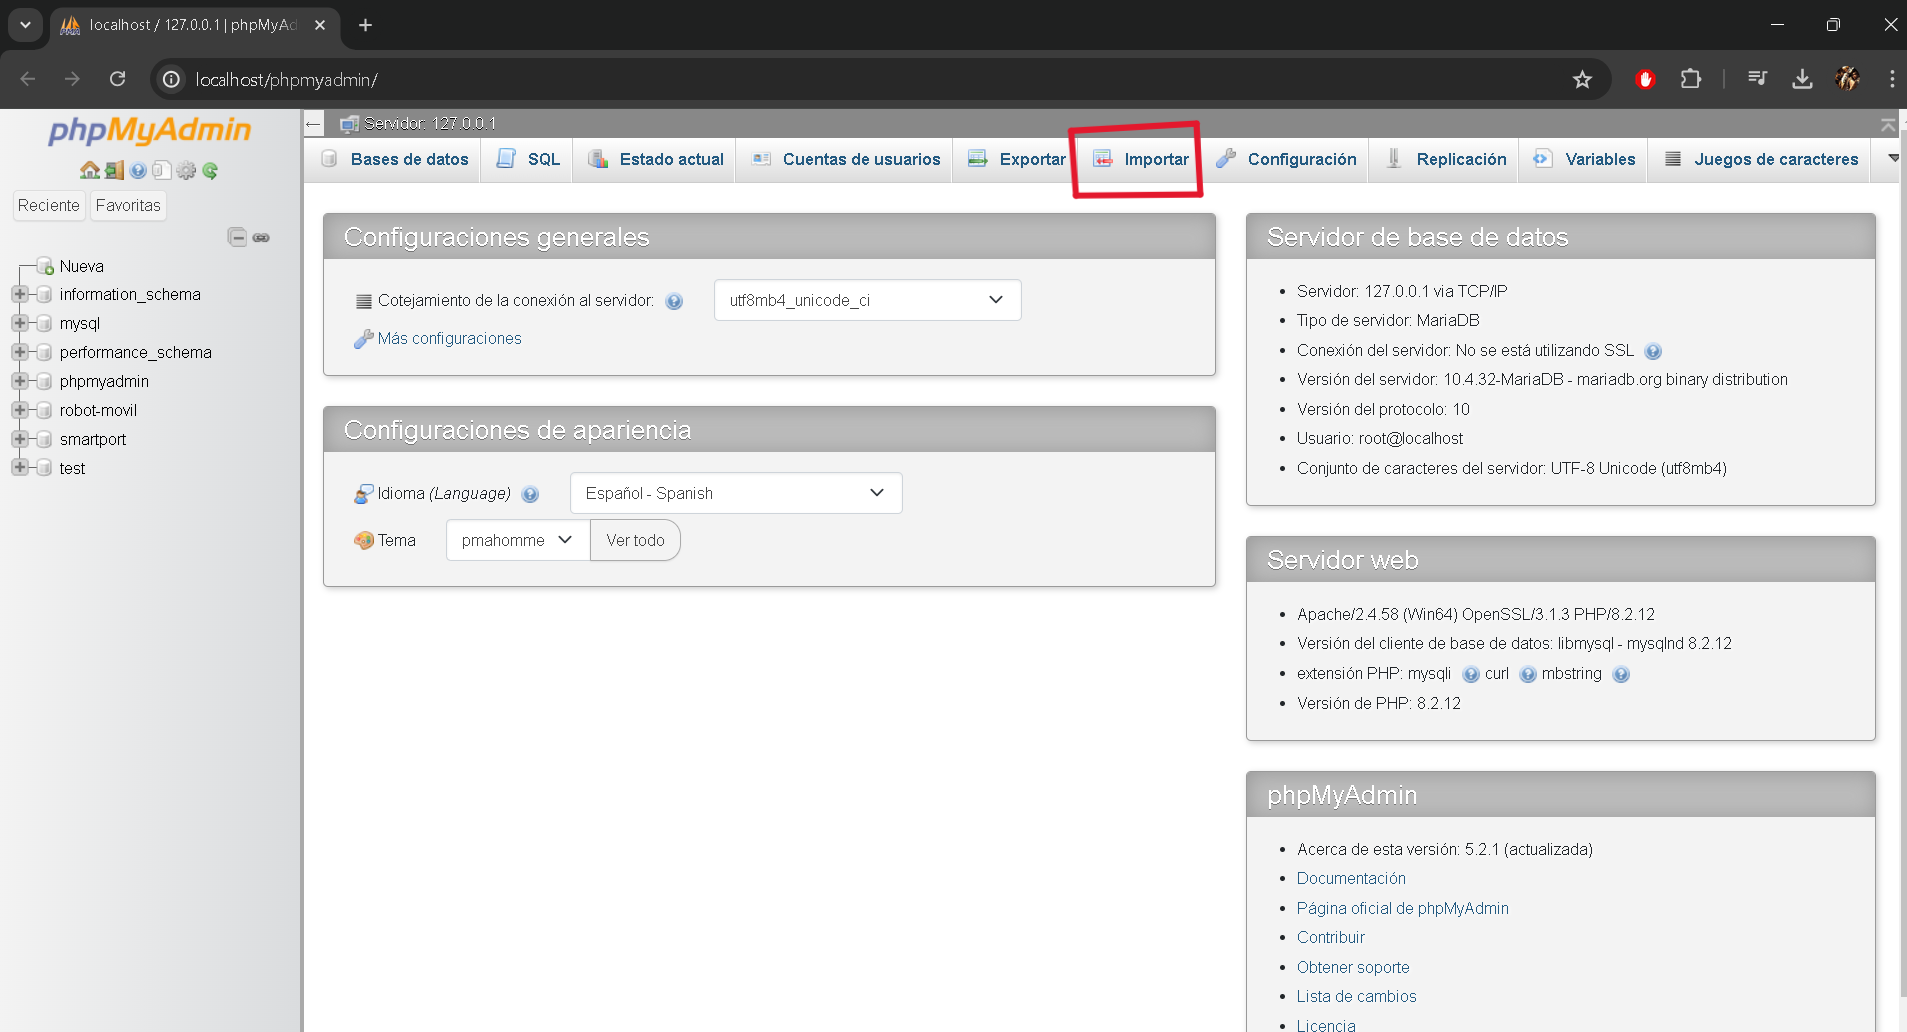 localhost / 127.0.0.1 | phpMyAd
localhost/phpmyadmin/
phpMyAdmin
Reciente
Favoritas
Nueva
information_schema
mysql
performance_schema
phpmyadmin
robot-movil
smartport
test
Servidor: 127.0.0.1
Bases de datos
SQL
Estado actual
Cuentas de usuarios
Exportar
Importar
Configuración
Replicación
Variables
Juegos de caracteres
Configuraciones generales
Cotejamiento de la conexión al servidor:
utf8mb4_unicode_ci
Más configuraciones
Configuraciones de apariencia
Idioma (Language)
Español - Spanish
Tema
pmahomme
Ver todo
Servidor de base de datos
Servidor: 127.0.0.1 via TCP/IP
Tipo de servidor: MariaDB
Conexión del servidor: No se está utilizando SSL
Versión del servidor: 10.4.32-MariaDB - mariadb.org binary distribution
Versión del protocolo: 10
Usuario: root@localhost
Conjunto de caracteres del servidor: UTF-8 Unicode (utf8mb4)
Servidor web
Apache/2.4.58 (Win64) OpenSSL/3.1.3 PHP/8.2.12
Versión del cliente de base de datos: libmysql - mysqlnd 8.2.12
extensión PHP: mysqli curl mbstring
Versión de PHP: 8.2.12
phpMyAdmin
Acerca de esta versión: 5.2.1 (actualizada)
Documentación
Página oficial de phpMyAdmin
Contribuir
Obtener soporte
Lista de cambios
Licencia